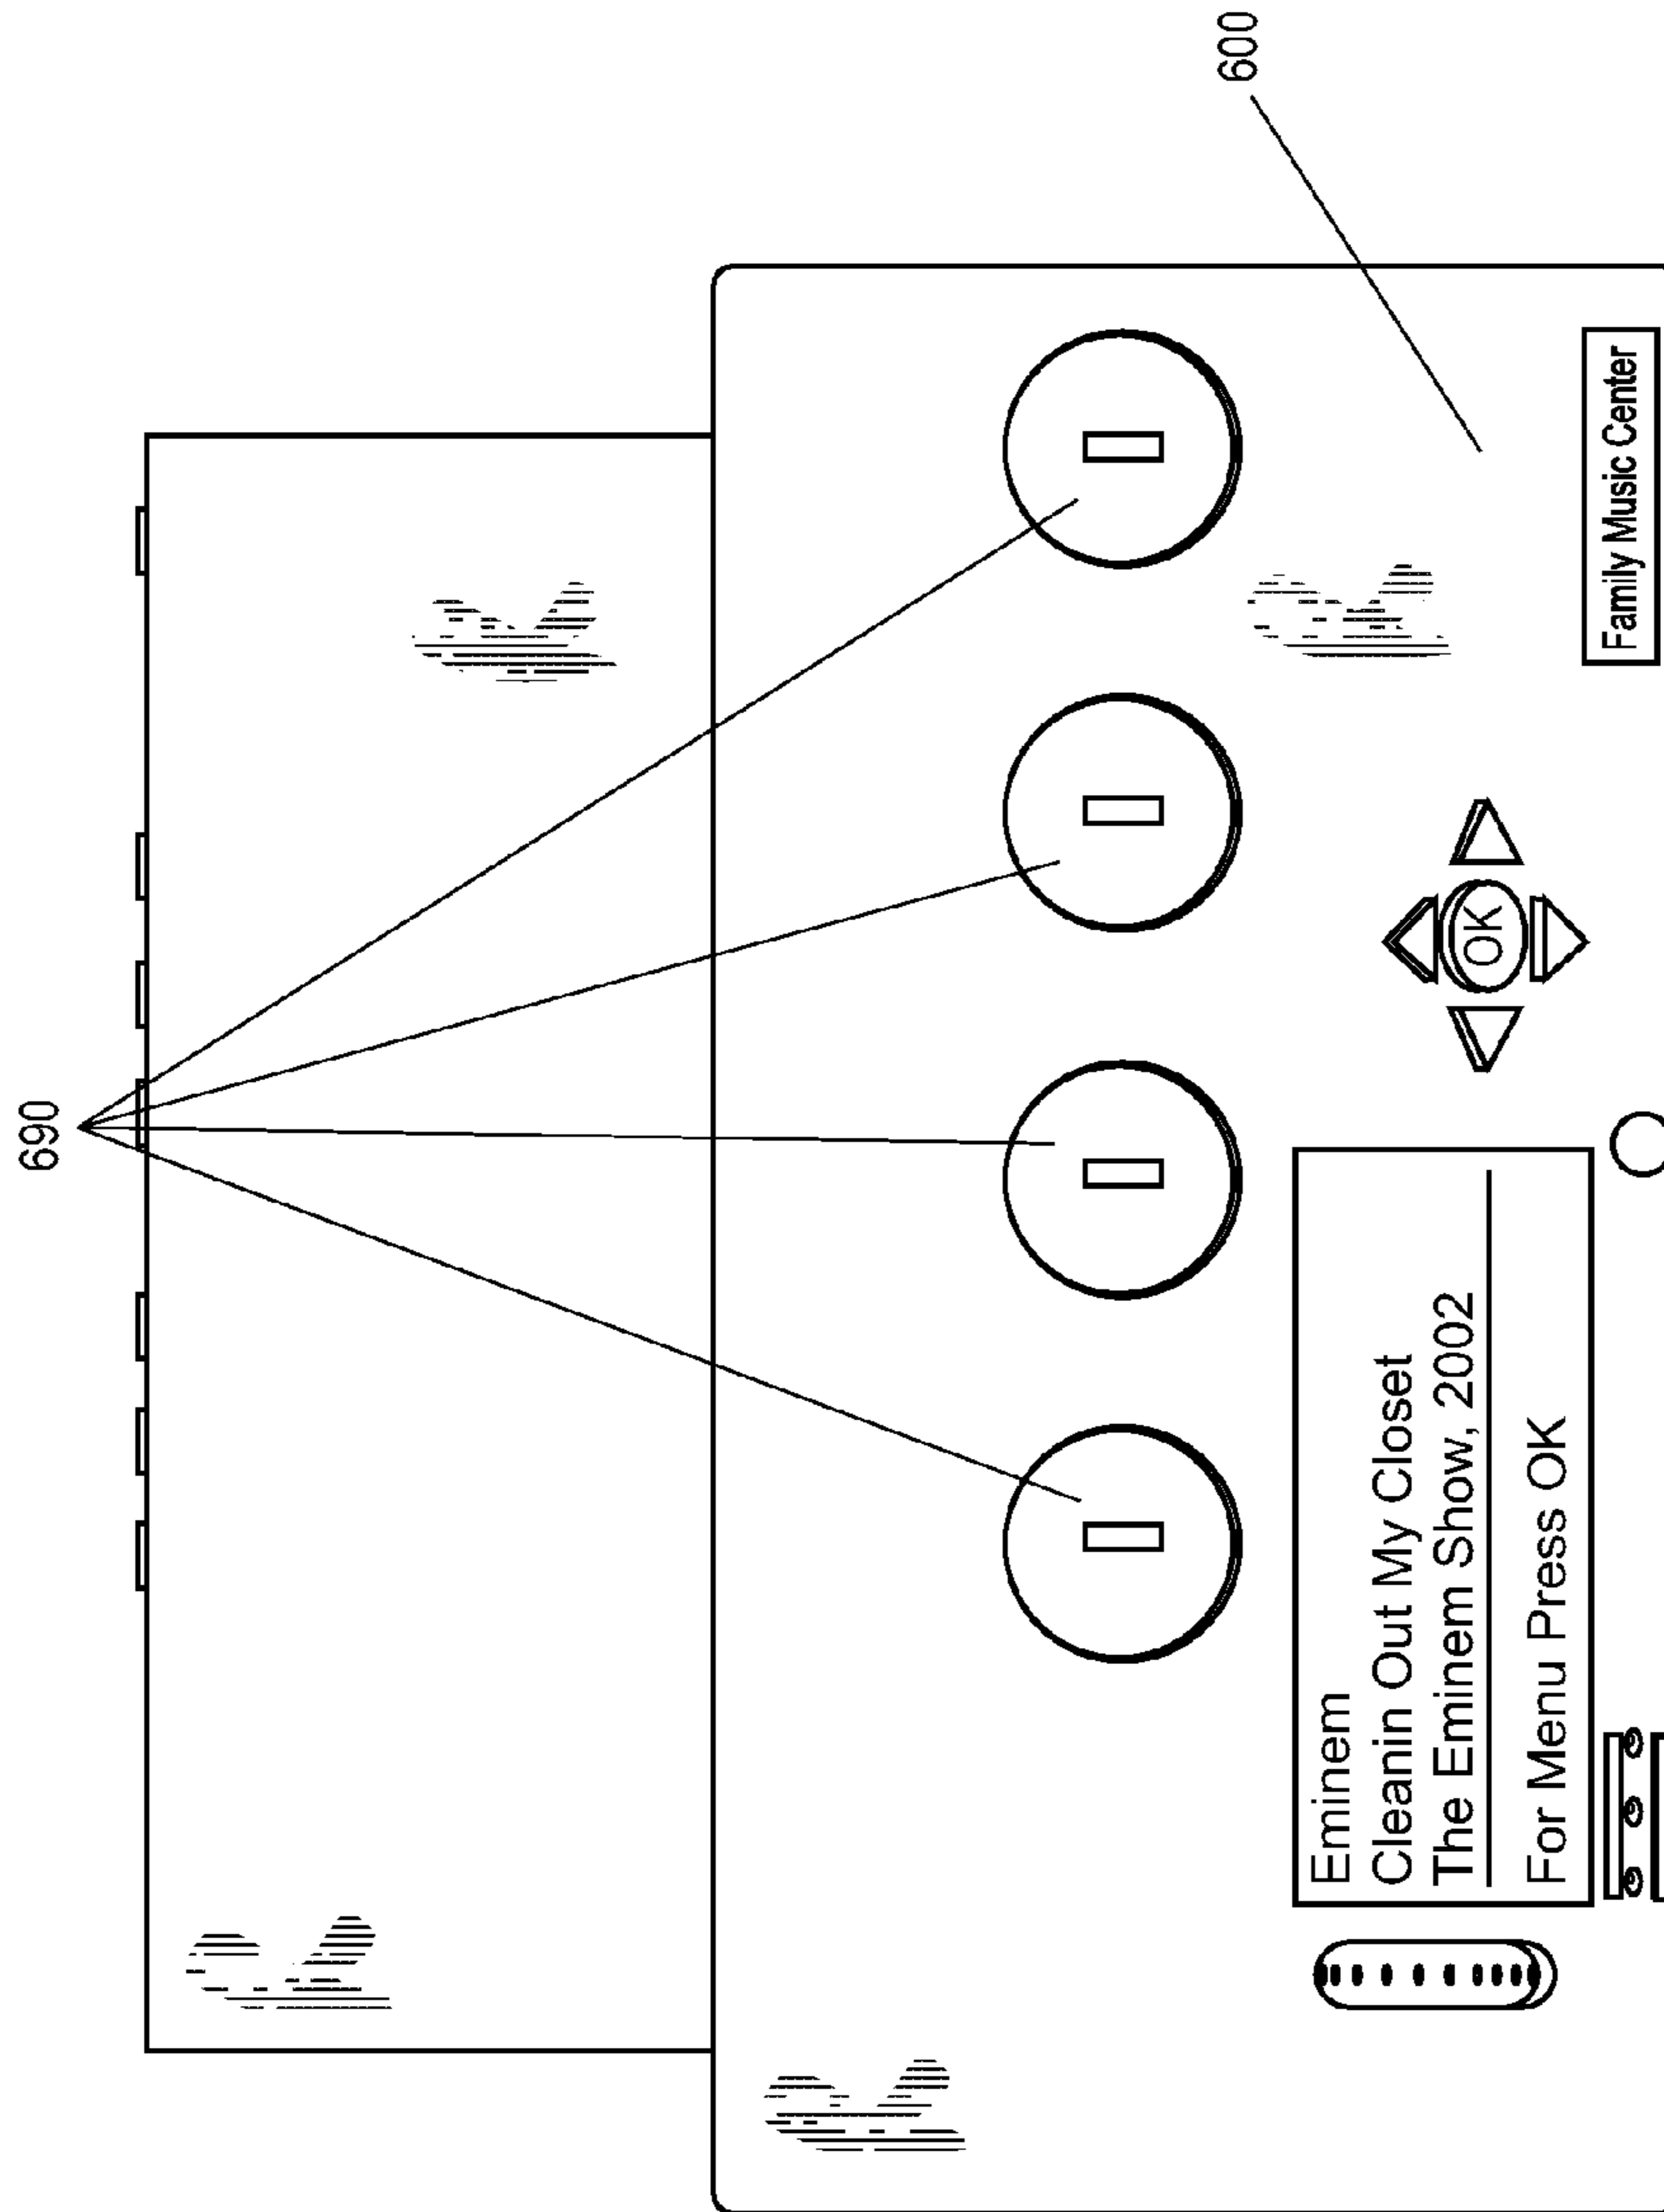 690
600
Eminem
Cleanin Out My Closet
The Eminem Show, 2002
For Menu Press OK
OK
Family Music Center